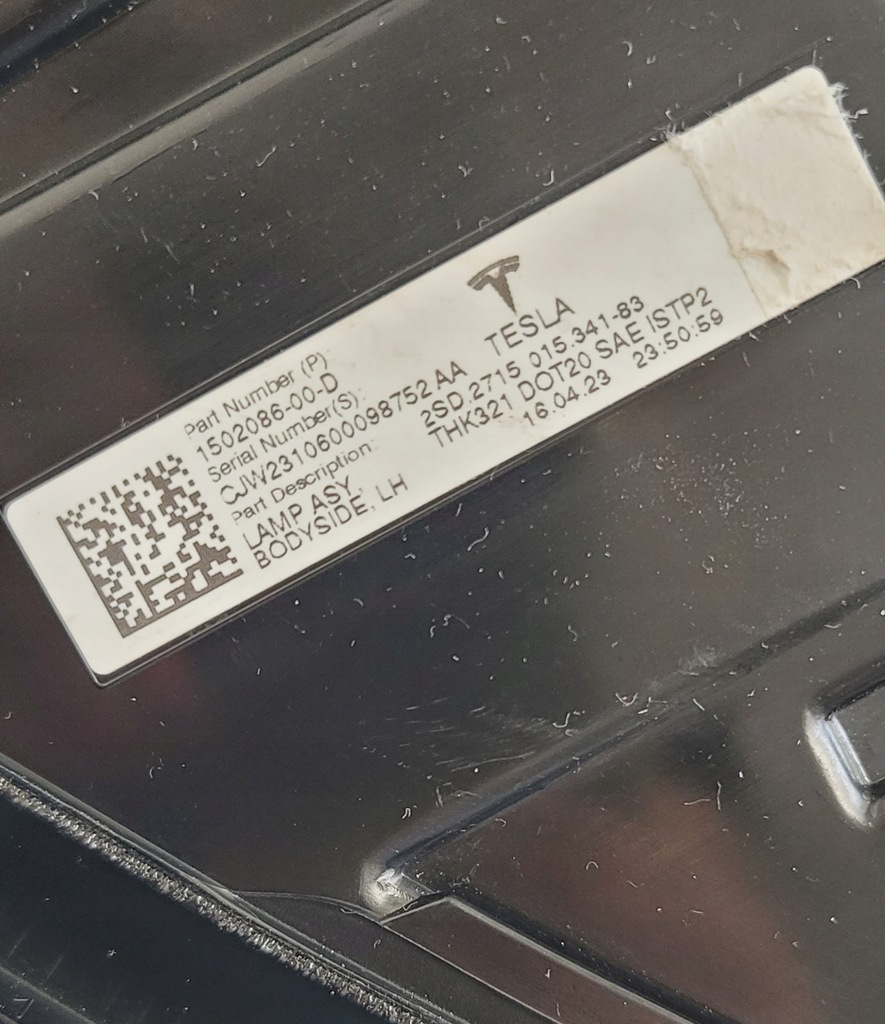 Part Number (P):
1502086-00-D
Serial Number(S):
CJW2310600098752 AA
Part Description:
LAMP ASY,
BODYSIDE, LH
TESLA
2SD.2715 015.341-83
THK321 DOT20 SAE ISTP2
16.04.23 23:50:59